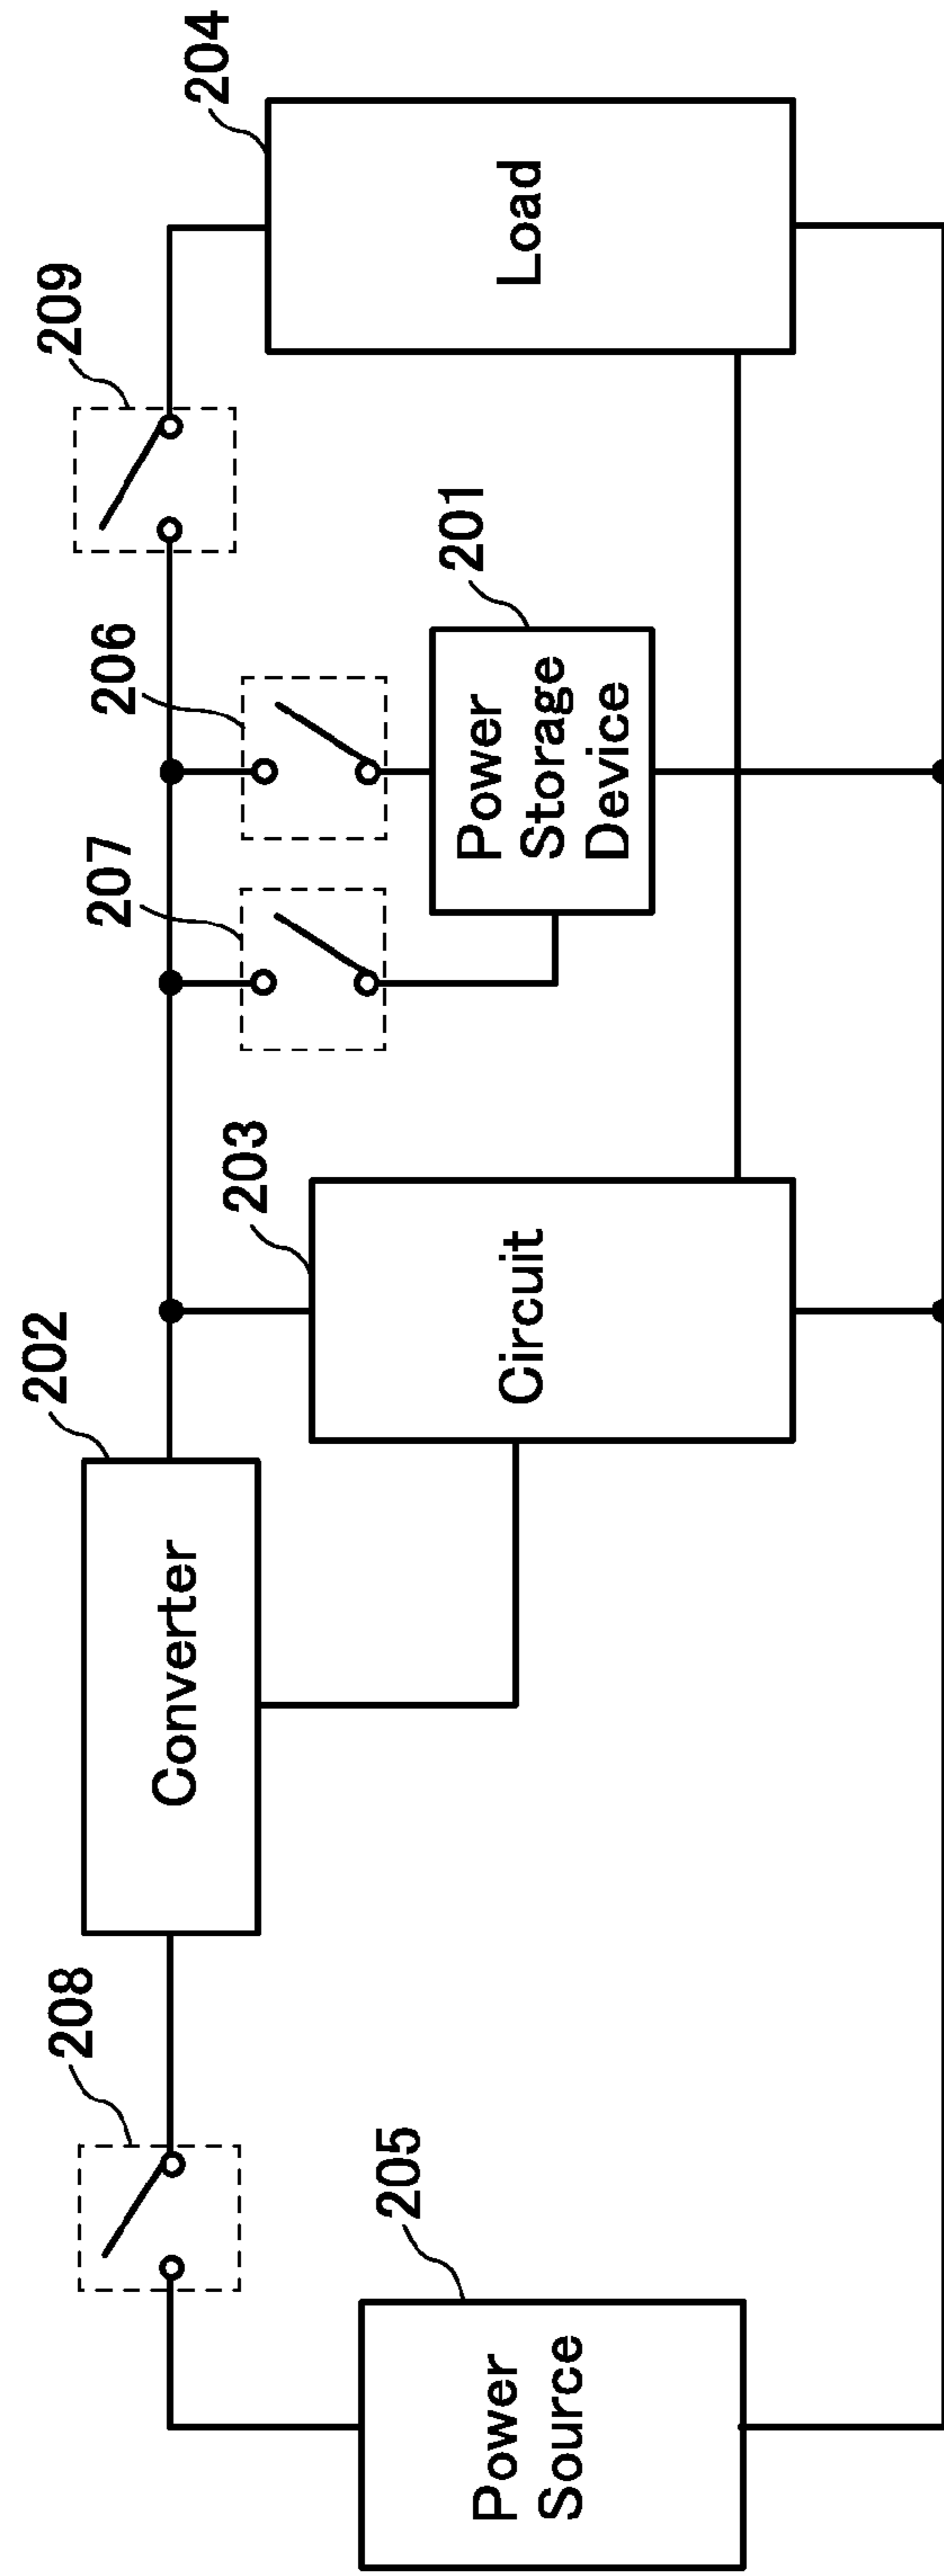 208
202
209
207
206
204
203
201
205
Converter
Power
Source
Circuit
Power
Storage
Device
Load